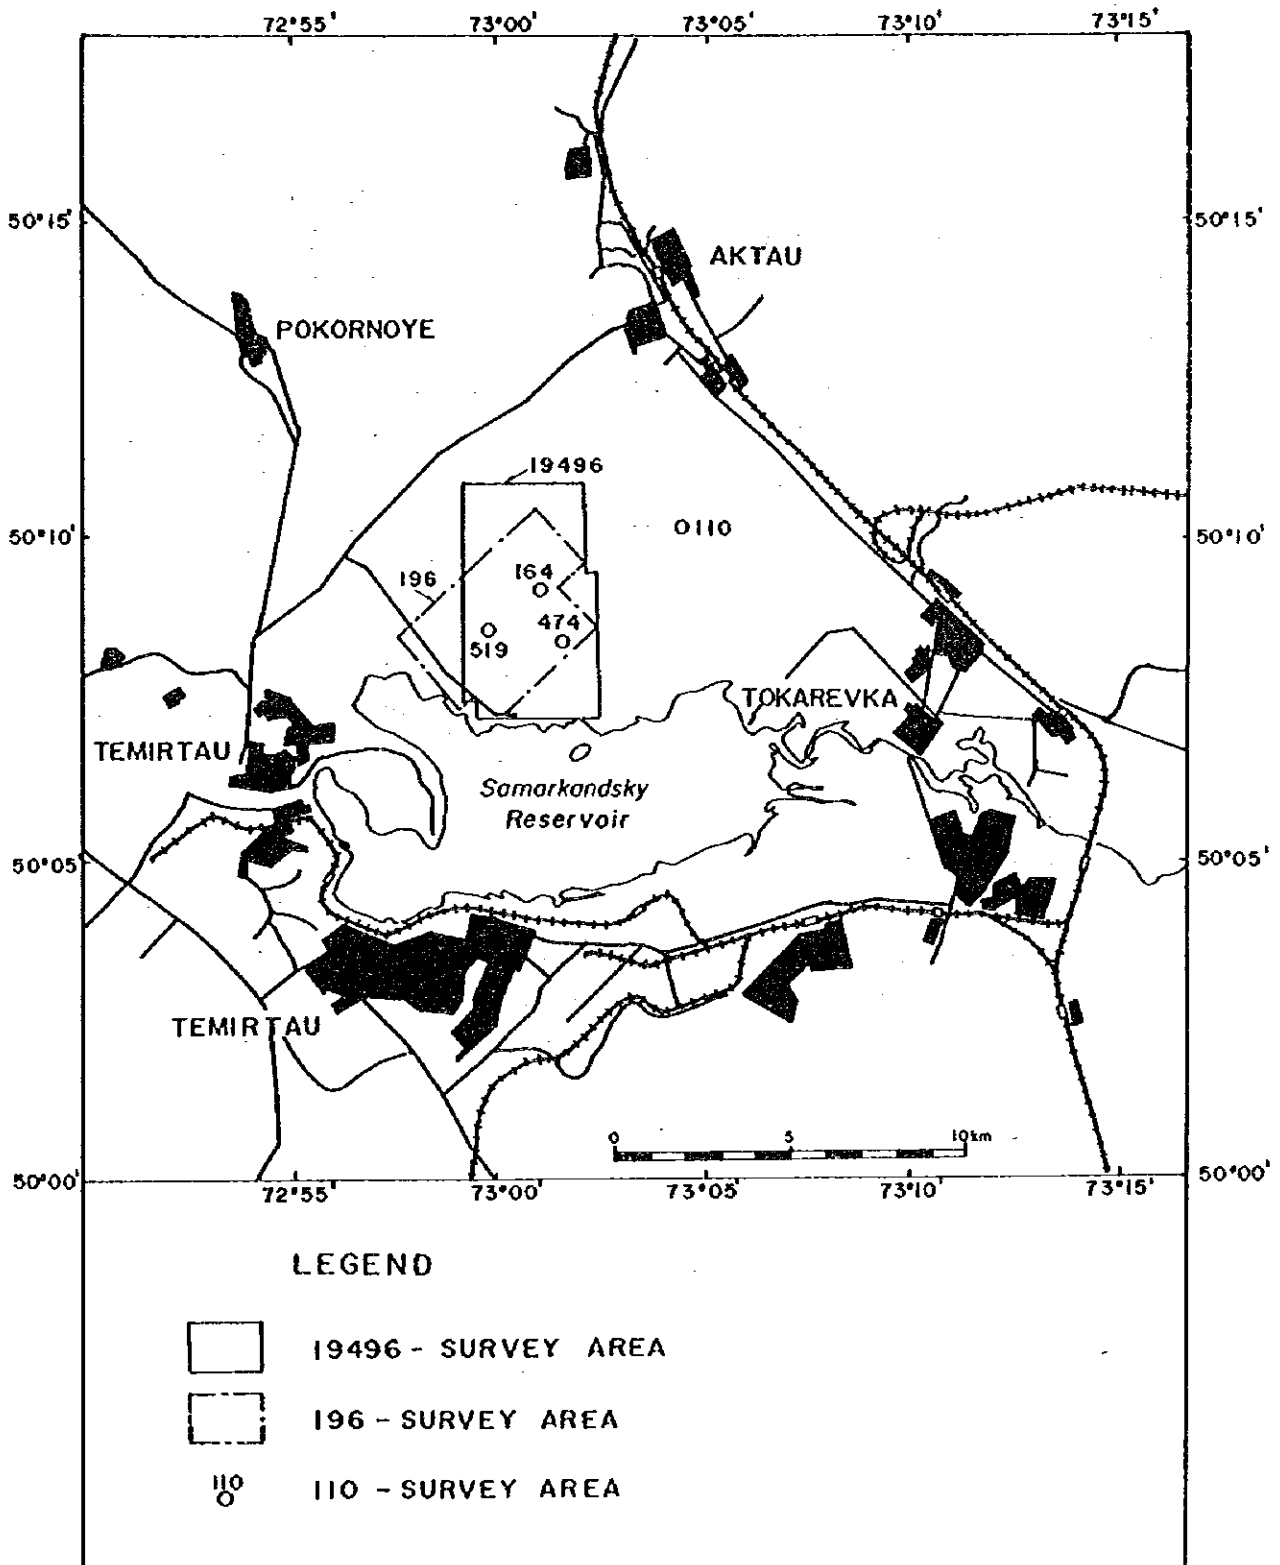 72°55' 73°00' 73°05' 73°10' 73°15'
50°15' 50°15'
AKTAU
POKORNOYE
19496
O110
50°10' 50°10'
196
164
474
519
TOKAREVKA
TEMIRTAU
Samarkandsky
Reservoir
50°05' 50°05'
TEMIRTAU
0 5 10km
50°00' 50°00'
72°55' 73°00' 73°05' 73°10' 73°15'
LEGEND
19496 - SURVEY AREA
196 - SURVEY AREA
110
110 - SURVEY AREA